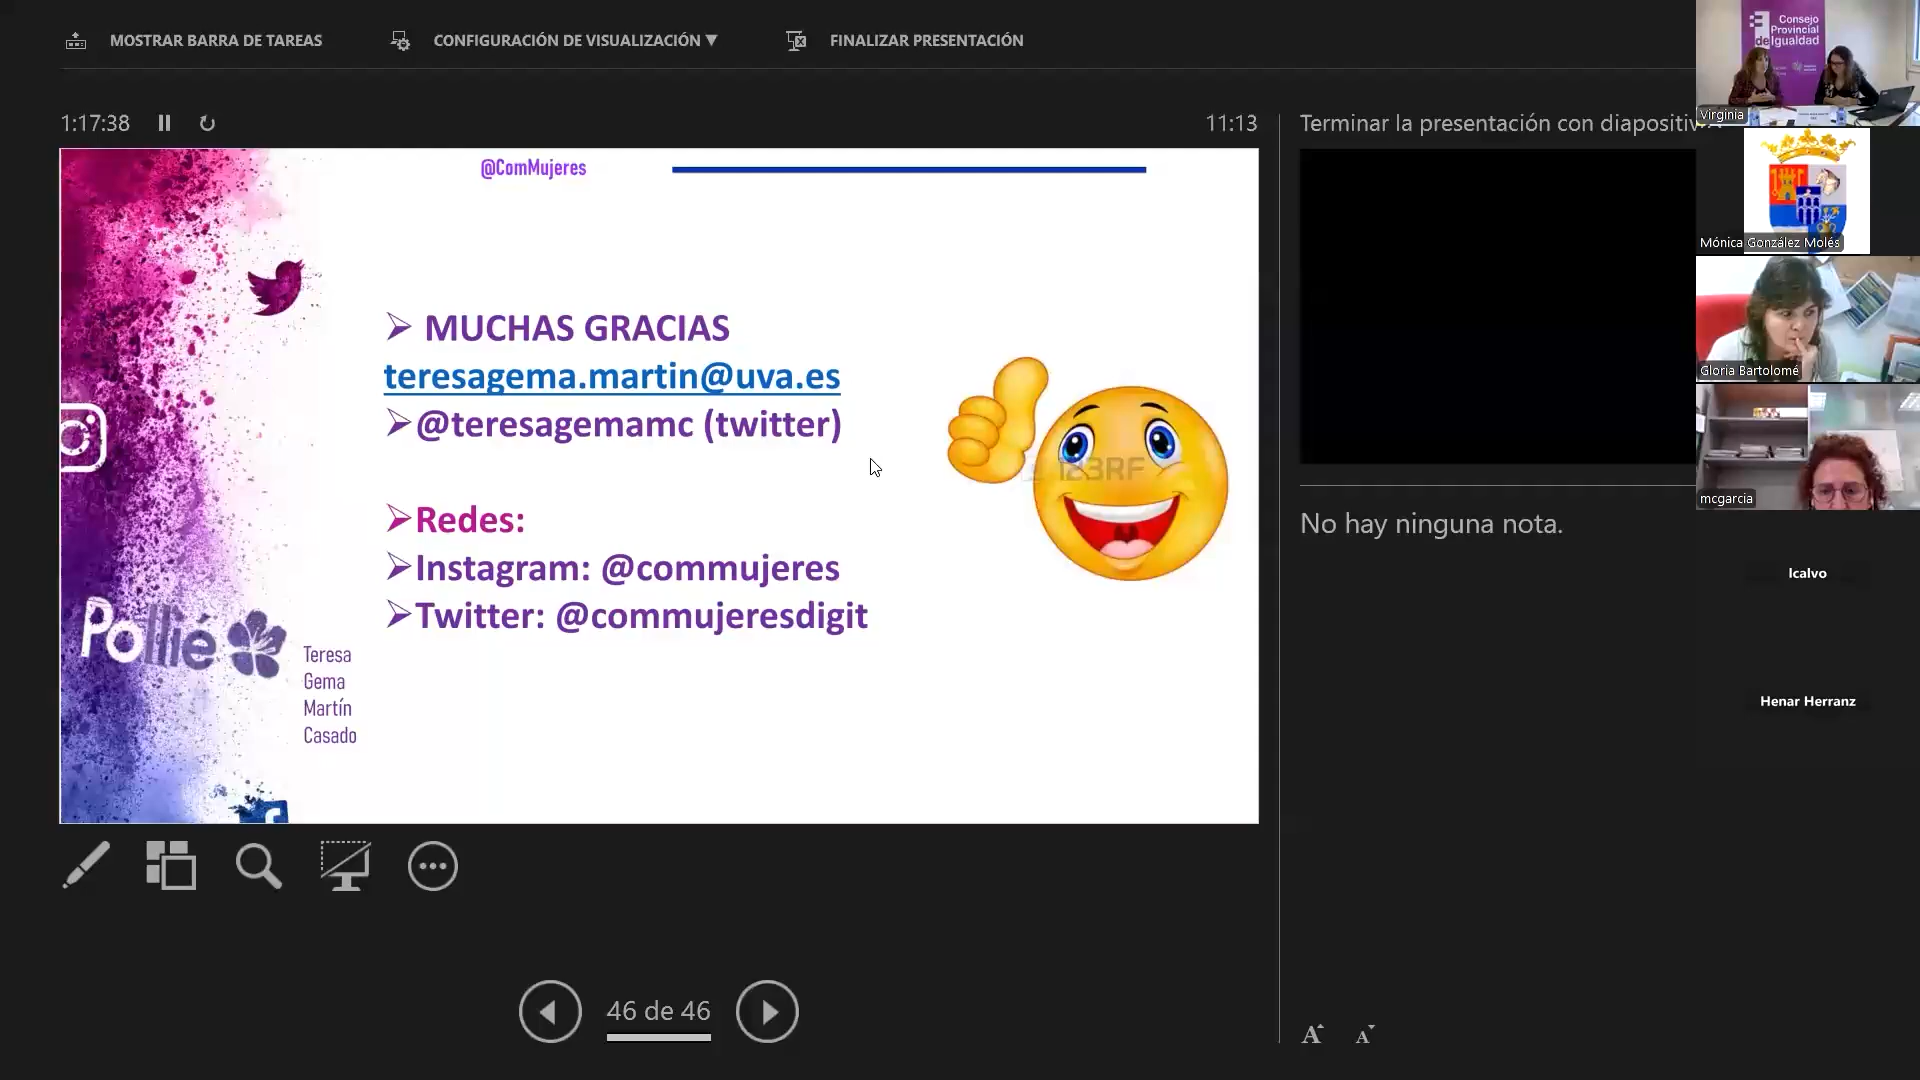 MOSTRAR BARRA DE TAREAS
CONFIGURACIÓN DE VISUALIZACIÓN ▼
FINALIZAR PRESENTACIÓN
1:17:38
11:13
@ComMujeres
➢ MUCHAS GRACIAS
teresagema.martin@uva.es
➢@teresagemamc (twitter)
➢Redes:
➢Instagram: @commujeres
➢Twitter: @commujeresdigit
123RF
Pollié
Teresa
Gema
Martín
Casado
46 de 46
Terminar la presentación con diapositiv
No hay ninguna nota.
Consejo
Provincial
de Igualdad
Virginia
Mónica González Molés
Gloria Bartolomé
mcgarcia
lcalvo
Henar Herranz